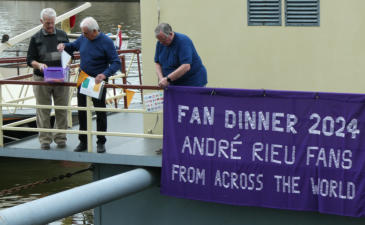 FAN DINNER 2024
ANDRÉ RIEU FANS
FROM ACROSS THE WORLD